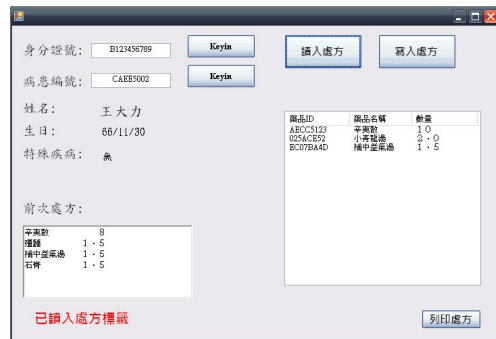 身分證號: B123456789 Keyin
病患編號: CAEE5002 Keyin
姓名: 王大力
生日: 66/11/30
特殊疾病: 無
前次處方:
辛夷散 8
1．5
補中益氣湯 1．5
石膏 1．5
已讀入處方標籤
讀入處方 寫入處方
藥品ID 藥品名稱 數量
AECC5123 辛夷散 10
025ACE52 小青龍湯 2．0
EC07BA4D 補中益氣湯 1．5
列印處方